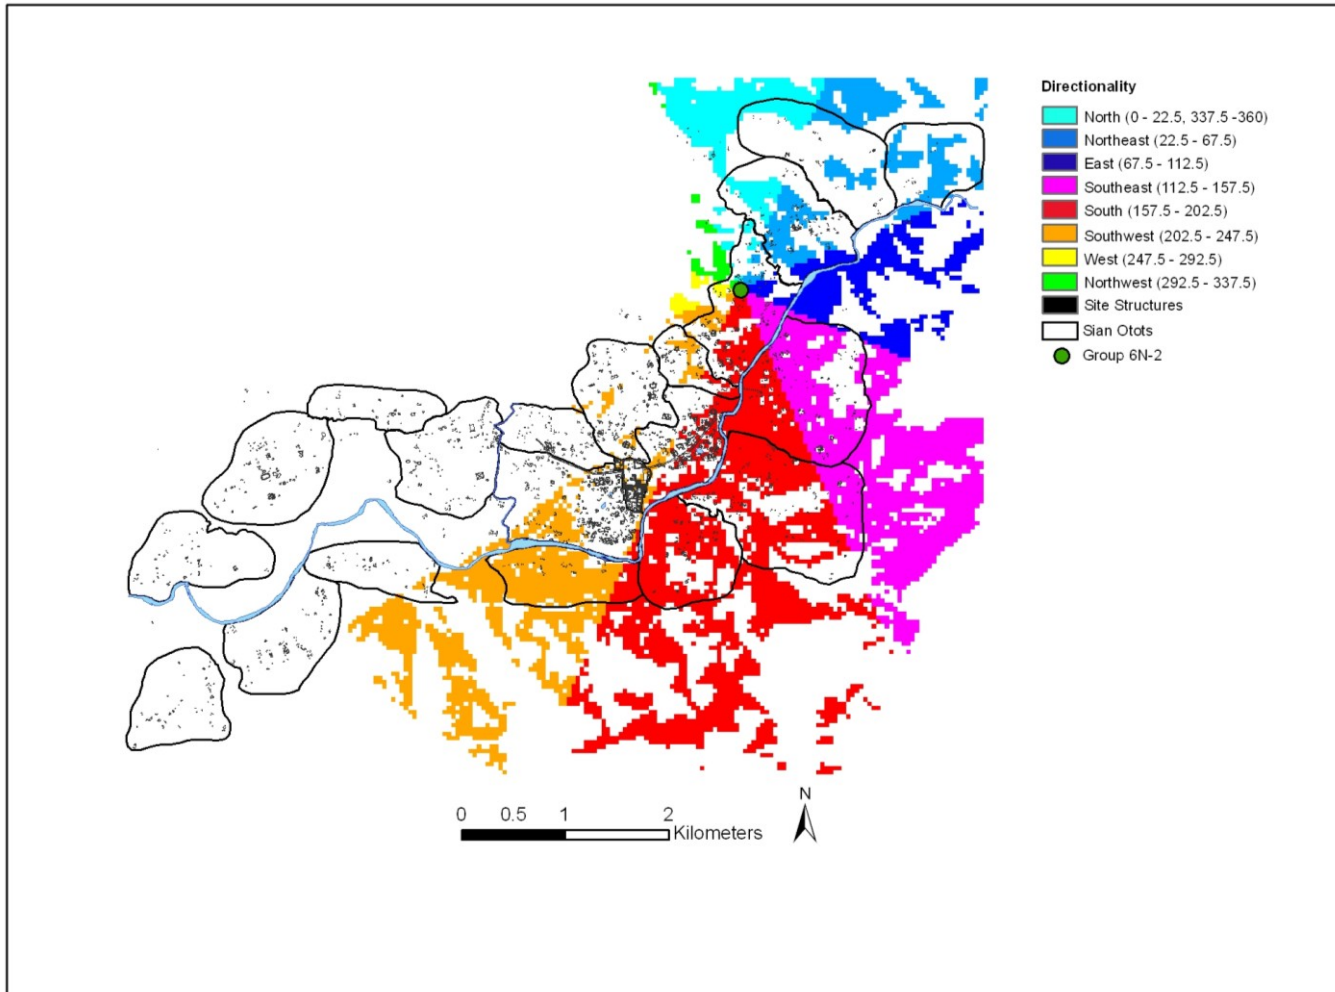 Directionality
North (0 - 22.5, 337.5 -360)
Northeast (22.5 - 67.5)
East (67.5 - 112.5)
Southeast (112.5 - 157.5)
South (157.5 - 202.5)
Southwest (202.5 - 247.5)
West (247.5 - 292.5)
Northwest (292.5 - 337.5)
Site Structures
Sian Otots
Group 6N-2
N
0 0.5 1 2
Kilometers